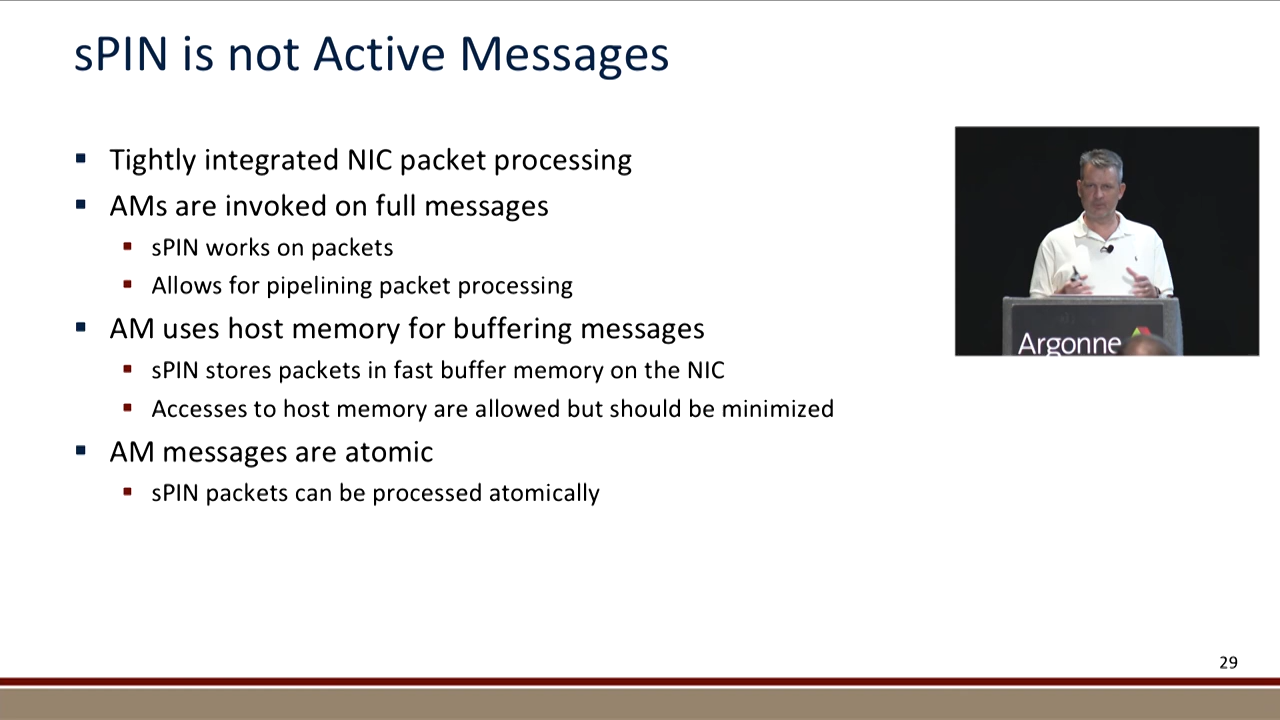 sPIN is not Active Messages
Tightly integrated NIC packet processing
AMs are invoked on full messages
sPIN works on packets
Allows for pipelining packet processing
AM uses host memory for buffering messages
sPIN stores packets in fast buffer memory on the NIC
Accesses to host memory are allowed but should be minimized
AM messages are atomic
sPIN packets can be processed atomically
Argonne
29